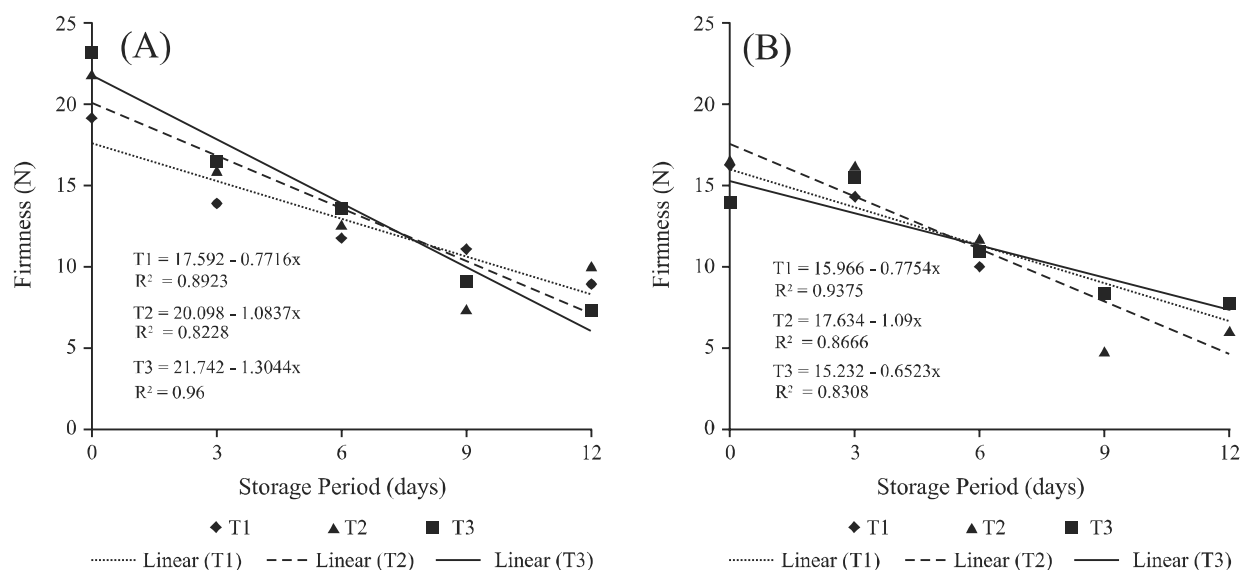 (A)
25
20
15
10
5
0
Firmness (N)
T1 = 17.592 – 0.7716x
R² = 0.8923
T2 = 20.098 – 1.0837x
R² = 0.8228
T3 = 21.742 – 1.3044x
R² = 0.96
0 3 6 9 12
Storage Period (days)
T1 T2 T3
Linear (T1) Linear (T2) Linear (T3)
(B)
25
20
15
10
5
0
Firmness (N)
T1 = 15.966 – 0.7754x
R² = 0.9375
T2 = 17.634 – 1.09x
R² = 0.8666
T3 = 15.232 – 0.6523x
R² = 0.8308
0 3 6 9 12
Storage Period (days)
T1 T2 T3
Linear (T1) Linear (T2) Linear (T3)